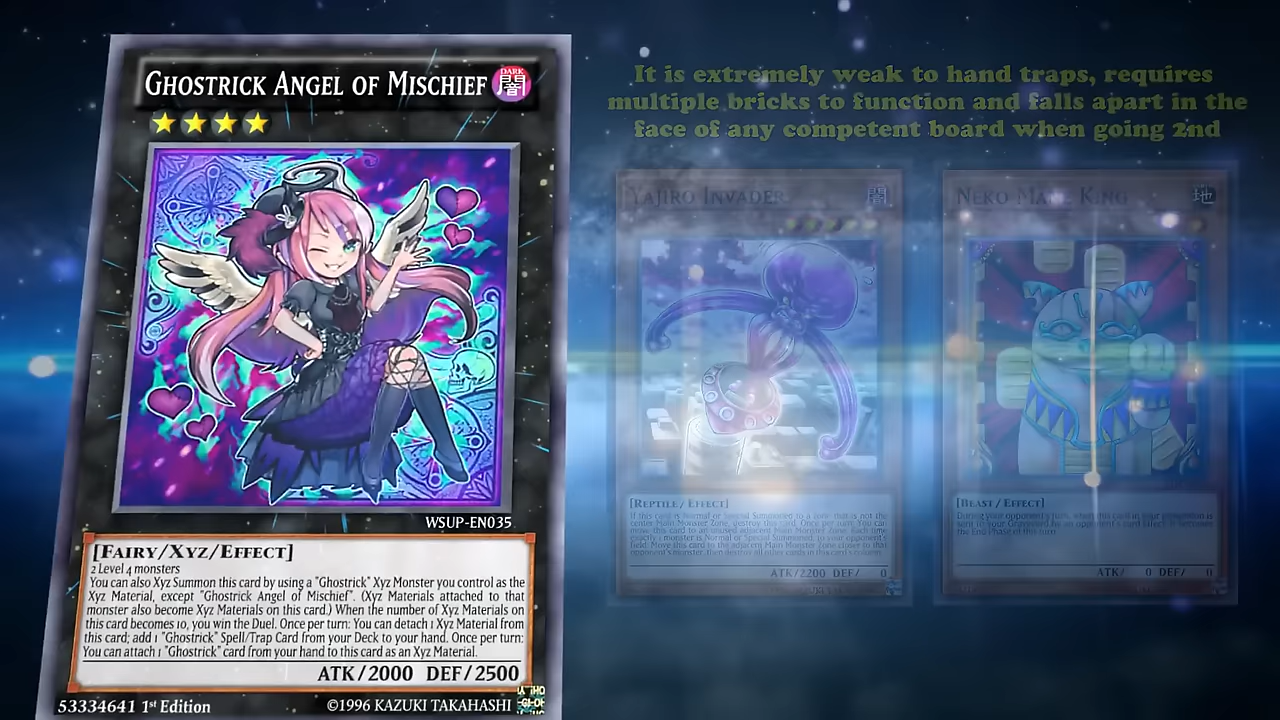 GHOSTRICK ANGEL OF MISCHIEF
DARK
闇
WSUP-EN035
[FAIRY/XYZ/EFFECT]
2 Level 4 monsters
You can also Xyz Summon this card by using a "Ghostrick" Xyz Monster you control as the
Xyz Material, except "Ghostrick Angel of Mischief". (Xyz Materials attached to that
monster also become Xyz Materials on this card.) When the number of Xyz Materials on
this card becomes 10, you win the Duel. Once per turn: You can detach 1 Xyz Material from
this card; add 1 "Ghostrick" Spell/Trap Card from your Deck to your hand. Once per turn:
You can attach 1 "Ghostrick" card from your hand to this card as an Xyz Material.
ATK/2000 DEF/2500
53334641 1st Edition
©1996 KAZUKI TAKAHASHI
It is extremely weak to hand traps, requires
multiple bricks to function and falls apart in the
face of any competent board when going 2nd
YAJIRO INVADER
闇
[REPTILE/EFFECT]
ATK/2200 DEF/ 0
NEKO KING
地
[BEAST/EFFECT]
ATK/ 0 DEF/ 0